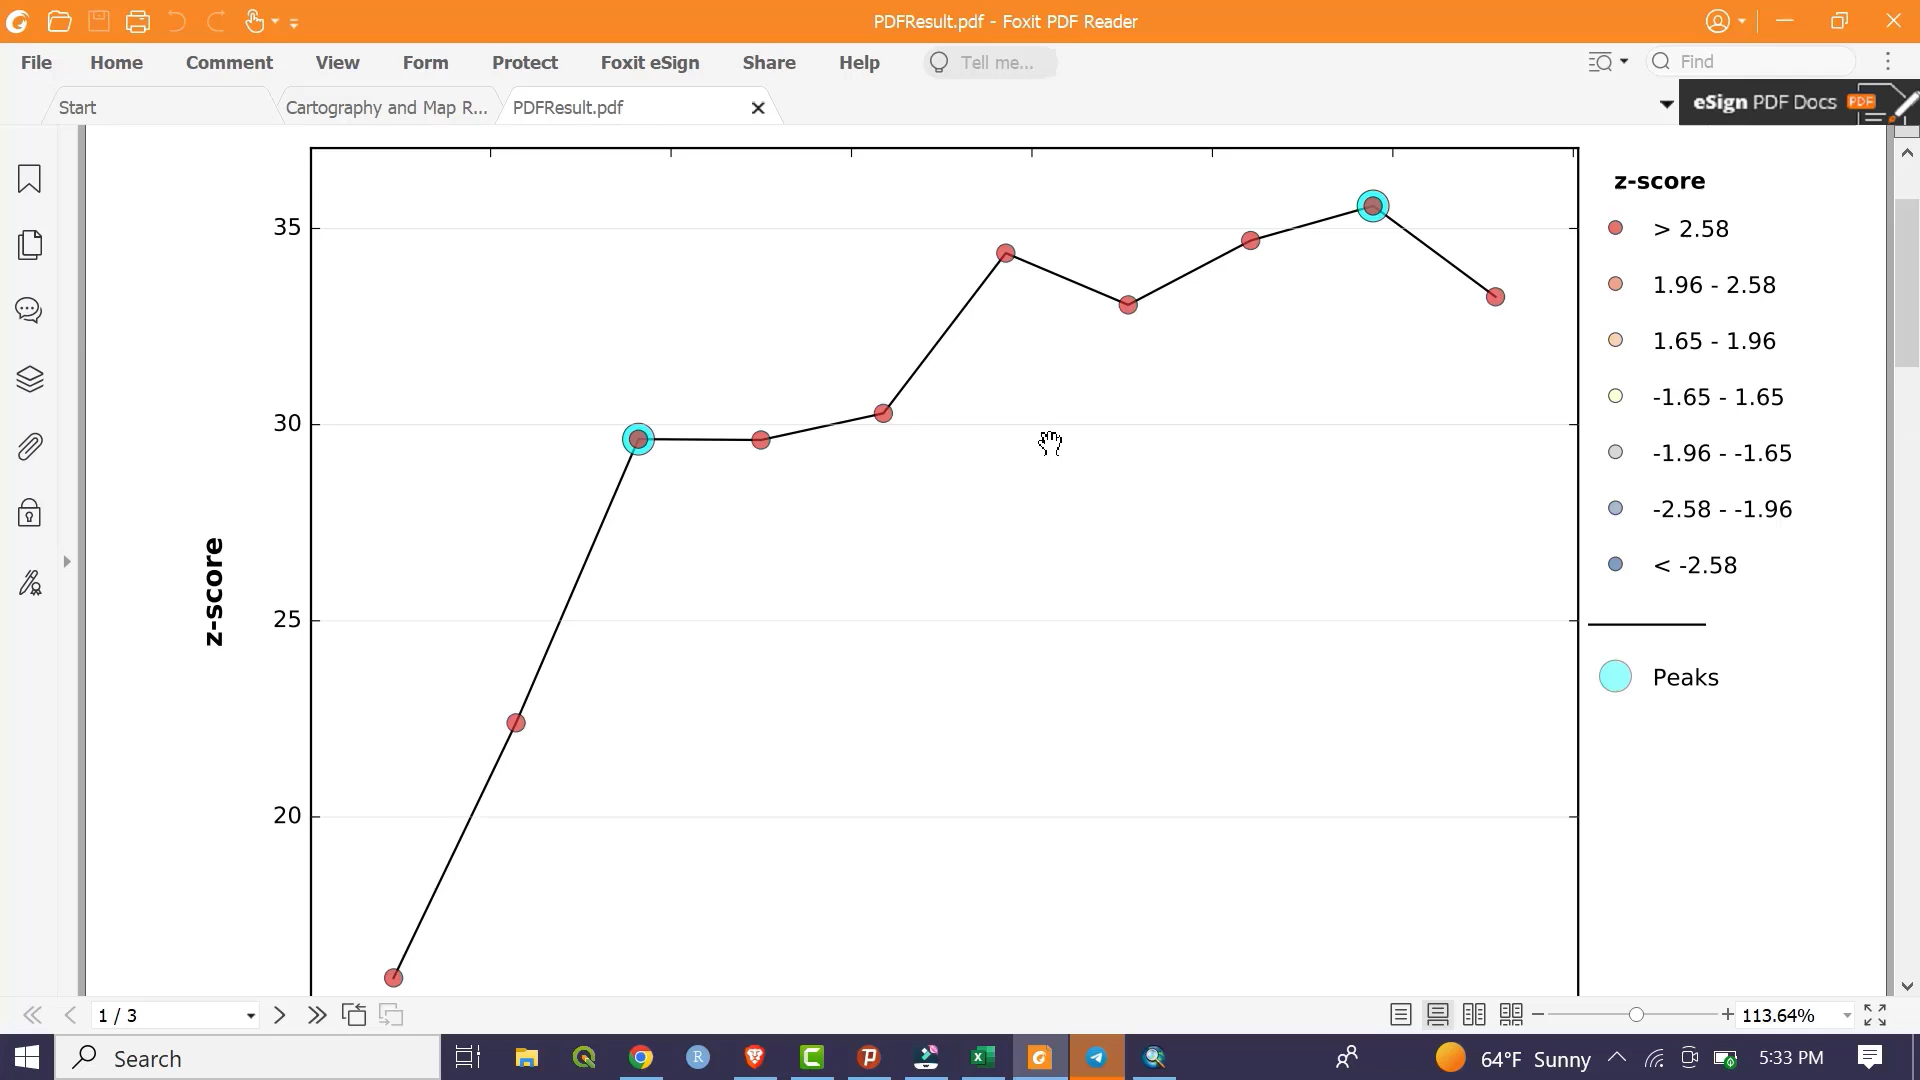 PDFResult.pdf - Foxit PDF Reader
File Home Comment View Form Protect Foxit eSign Share Help Tell me... Find
Start Cartography and Map R... PDFResult.pdf eSign PDF Docs PDF
z-score
35
30
25
20
z-score
> 2.58
1.96 - 2.58
1.65 - 1.96
-1.65 - 1.65
-1.96 - -1.65
-2.58 - -1.96
< -2.58
Peaks
1 / 3 113.64%
Search 64°F Sunny 5:33 PM